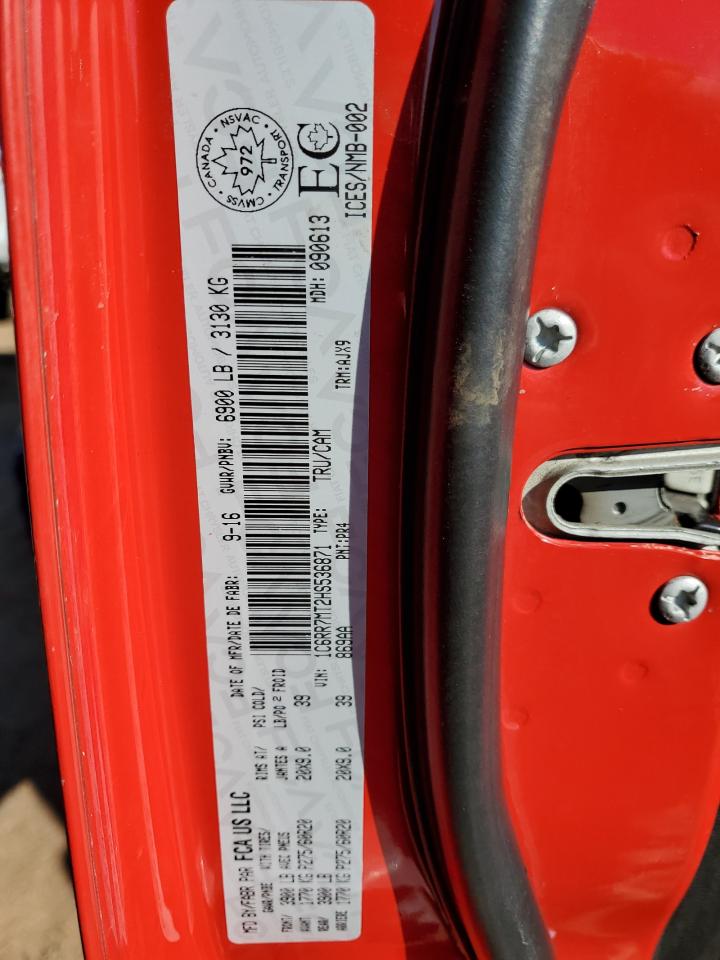 MFD BY/FABR PAR FCA US LLC
DATE OF MFR/DATE DE FABR: 9-16 GVWR/PNBV: 6900 LB / 3130 KG
GAWR/PNBE WITH TIRES/ RIMS AT/ PSI COLD/
FRONT/ 3900 LB AVEC PNEUS JANTES A LB/PO 2 FROID
AVANT 1770 KG P275/60R20 20X9.0 39
REAR/ 3900 LB
ARRIERE 1770 KG P275/60R20 20X9.0 39
VIN: 1C6RR7MT2HS536871 TYPE: TRU/CAM MDH: 090613
869AA PNT:PR4 TRM:AJX9
CANADA · NSVAC · TRANSPORT · CMVSS ·
972
EC
ICES/NMB-002